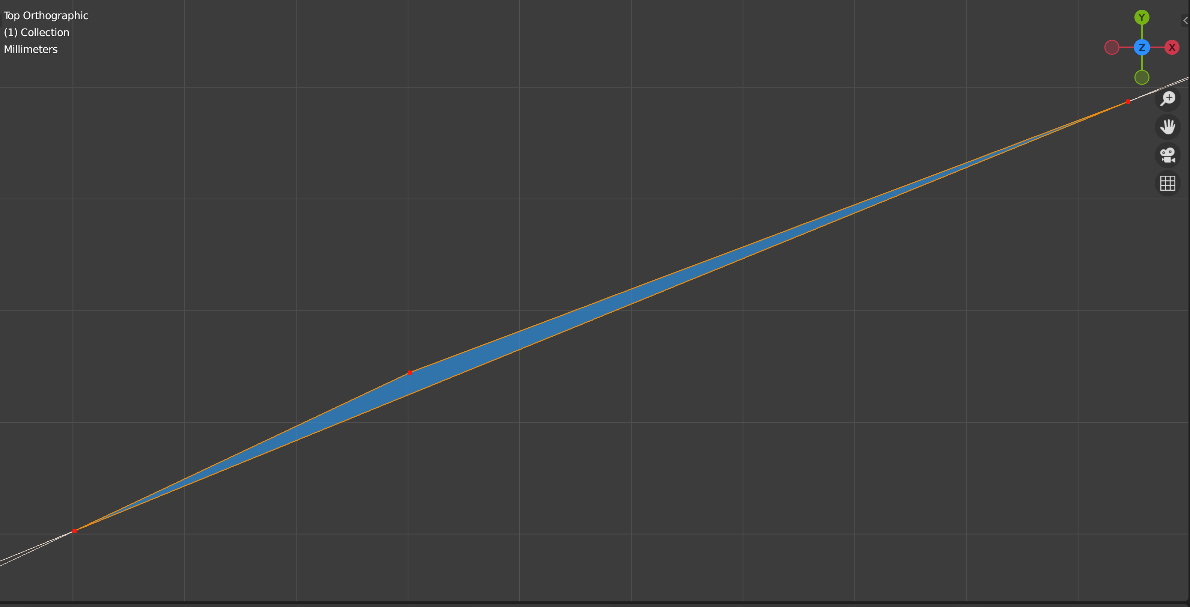 Top Orthographic
(1) Collection
Millimeters
Y
Z
X